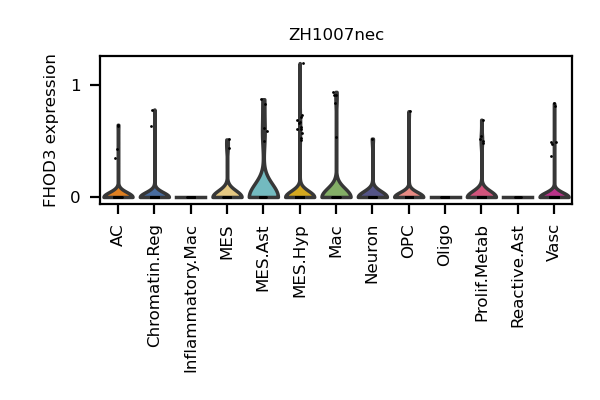 ZH1007nec
FHOD3 expression
1
0
AC
Chromatin.Reg
Inflammatory.Mac
MES
MES.Ast
MES.Hyp
Mac
Neuron
OPC
Oligo
Prolif.Metab
Reactive.Ast
Vasc